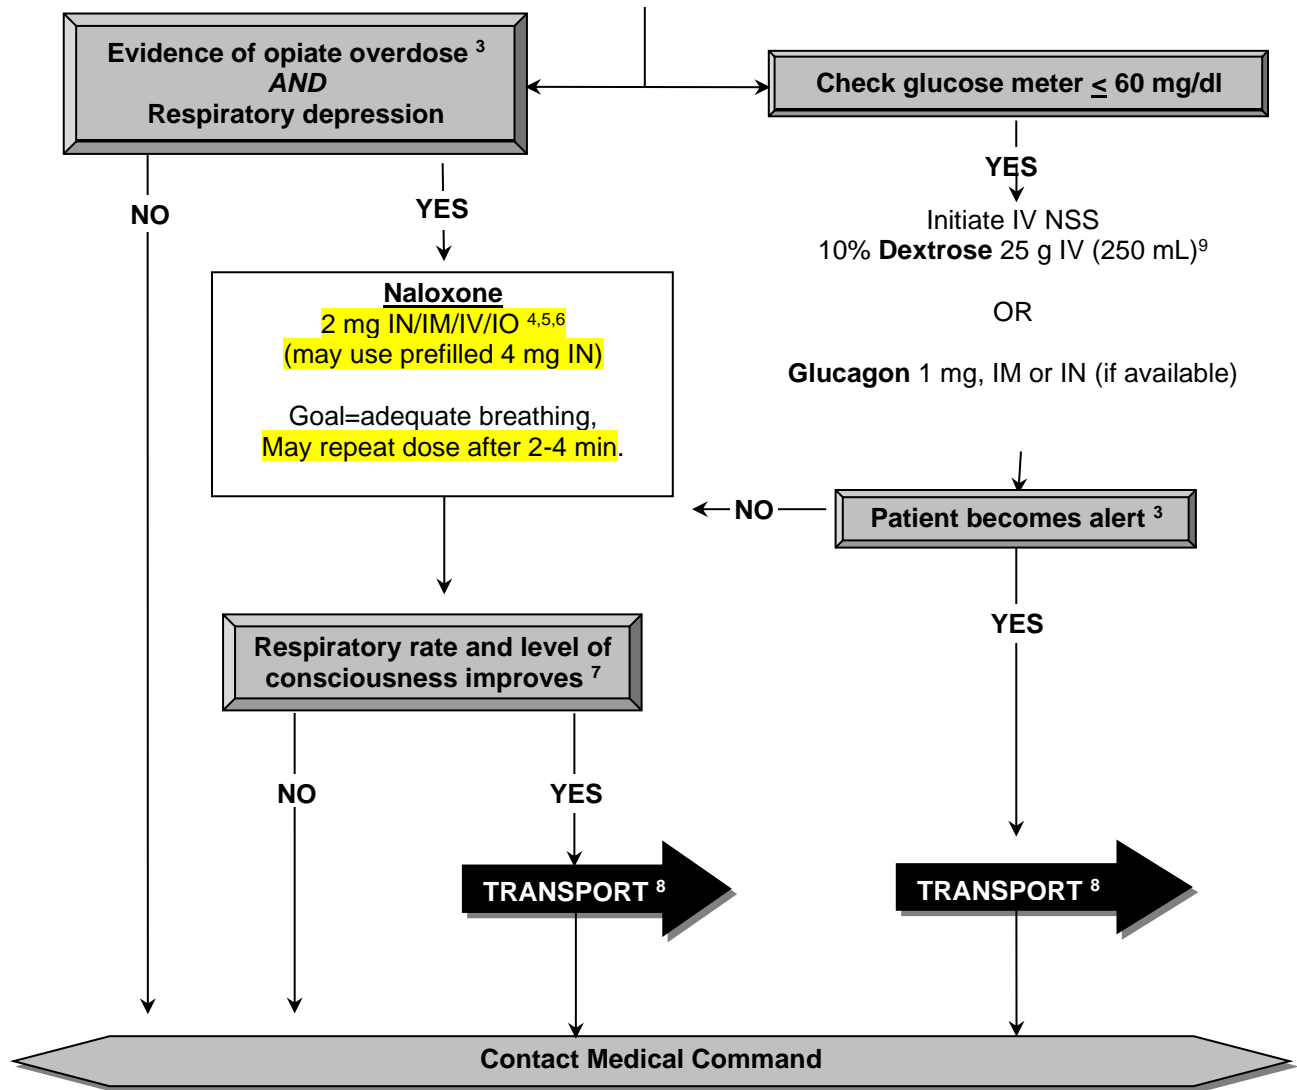 Evidence of opiate overdose ³
AND
Respiratory depression
Check glucose meter ≤ 60 mg/dl
NO
YES
YES
Initiate IV NSS
10% Dextrose 25 g IV (250 mL)⁹
OR
Glucagon 1 mg, IM or IN (if available)
Naloxone
2 mg IN/IM/IV/IO ⁴,⁵,⁶
(may use prefilled 4 mg IN)
Goal=adequate breathing,
May repeat dose after 2-4 min.
NO
Patient becomes alert ³
Respiratory rate and level of
consciousness improves ⁷
YES
NO
YES
TRANSPORT ⁸
TRANSPORT ⁸
Contact Medical Command